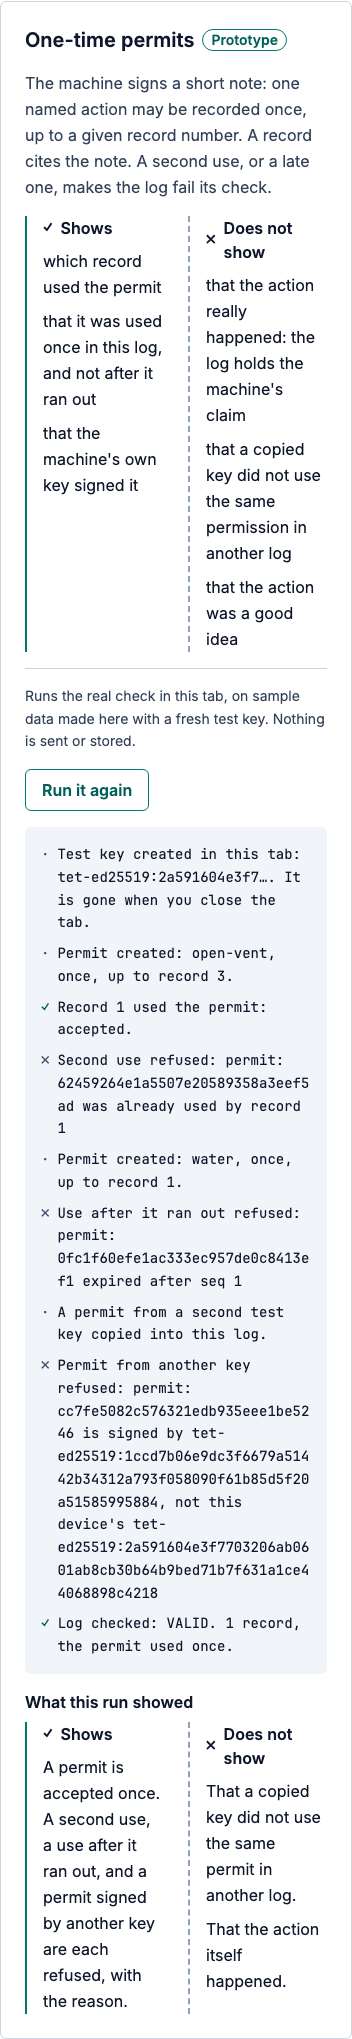 One-time permits Prototype
The machine signs a short note: one
named action may be recorded once,
up to a given record number. A record
cites the note. A second use, or a late
one, makes the log fail its check.
✓ Shows
which record
used the permit
that it was used
once in this log,
and not after it
ran out
that the
machine's own
key signed it
× Does not
show
that the action
really
happened: the
log holds the
machine's
claim
that a copied
key did not use
the same
permission in
another log
that the action
was a good
idea
Runs the real check in this tab, on sample
data made here with a fresh test key. Nothing
is sent or stored.
Run it again
· Test key created in this tab:
tet-ed25519:2a591604e3f7…. It
is gone when you close the
tab.
· Permit created: open-vent,
once, up to record 3.
✓ Record 1 used the permit:
accepted.
× Second use refused: permit:
62459264e1a5507e20589358a3eef5
ad was already used by record
1
· Permit created: water, once,
up to record 1.
× Use after it ran out refused:
permit:
0fc1f60efe1ac333ec957de0c8413e
f1 expired after seq 1
· A permit from a second test
key copied into this log.
× Permit from another key
refused: permit:
cc7fe5082c576321edb935eee1be52
46 is signed by tet-
ed25519:1ccd7b06e9dc3f6679a514
42b34312a793f058090f61b85d5f20
a51585995884, not this
device's tet-
ed25519:2a591604e3f7703206ab06
01ab8cb30b64b9bed71b7f631a1ce4
4068898c4218
✓ Log checked: VALID. 1 record,
the permit used once.
What this run showed
✓ Shows
A permit is
accepted once.
A second use,
a use after it
ran out, and a
permit signed
by another key
are each
refused, with
the reason.
× Does not
show
That a copied
key did not use
the same
permit in
another log.
That the action
itself
happened.